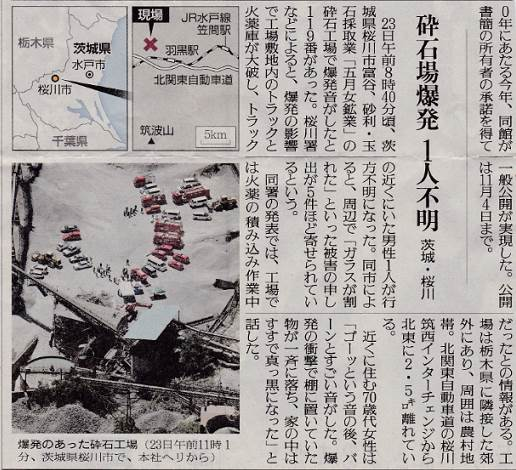 0年にあたる今年、同館が
書簡の所有者の承諾を得て
一般公開が実現した。公開
は11月4日まで。
砕石場爆発 1人不明
茨城・桜川
23日午前8時40分頃、茨
城県桜川市富谷、砂利・玉
石採取業「五月女鉱業」の
砕石工場で爆発音がしたと
119番があった。桜川署
などによると、爆発の影響
で工場敷地内のトラックと
火薬庫が大破し、トラック
の近くにいた男性1人が行
方不明になった。同市によ
ると、周辺で「ガラスが割
れた」といった被害の申し
出が5件ほど寄せられてい
るという。
同署の発表では、工場で
は火薬の積み込み作業中
だったとの情報がある。工
場は栃木県に隣接した郊
外にあり、周囲は農村地
帯。北関東自動車道の桜川
筑西インターチェンジから
北東に2・5㌔離れてい
る。
近くに住む70歳代女性は
「ゴーッという音の後、バ
ーンとすごい音がした。爆
発の衝撃で棚に置いていた
物が一斉に落ち、家の中は
すすで真っ黒になった」と
話した。
栃木県
茨城県
水戸市
桜川市
千葉県
現場
JR水戸線
笠間駅
羽黒駅
北関東自動車道
筑波山
5km
爆発のあった砕石工場(23日午前11時1
分、茨城県桜川市で、本社ヘリから)